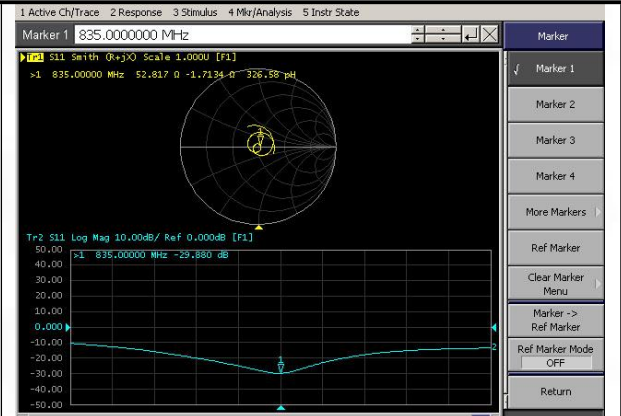 1 Active Ch/Trace 2 Response 3 Stimulus 4 Mkr/Analysis 5 Instr State
Marker 1 835.0000000 MHz
Tr1 S11 Smith (R+jX) Scale 1.000U [F1]
>1 835.00000 MHz 52.817 Ω -1.7134 Ω 326.58 pH
1
Tr2 S11 Log Mag 10.00dB/ Ref 0.000dB [F1]
50.00
>1 835.00000 MHz -29.880 dB
40.00
30.00
20.00
10.00
0.000
-10.00
-20.00
-30.00
-40.00
-50.00
1
2
Marker
√ Marker 1
Marker 2
Marker 3
Marker 4
More Markers
Ref Marker
Clear Marker
Menu
Marker ->
Ref Marker
Ref Marker Mode
OFF
Return